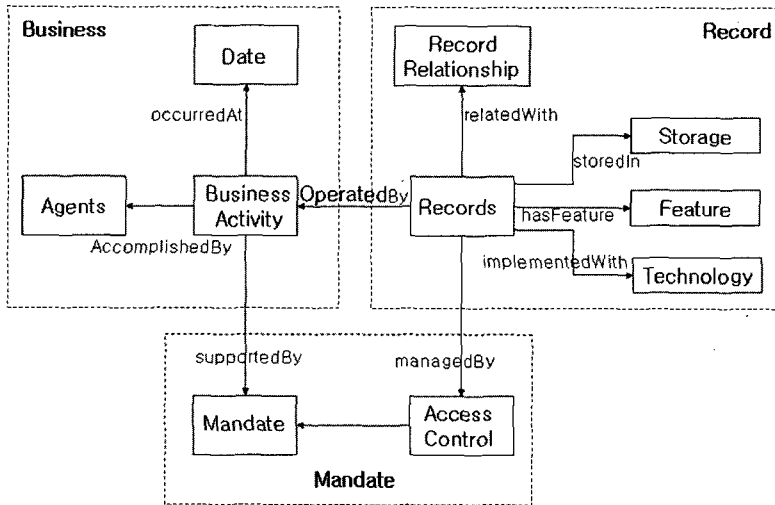 Business
Date
occurredAt
Agents
Business
Activity
AccomplishedBy
OperatedBy
Record
Record
Relationship
relatedWith
Records
storedIn
Storage
hasFeature
Feature
implementedWith
Technology
supportedBy
managedBy
Mandate
Access
Control
Mandate